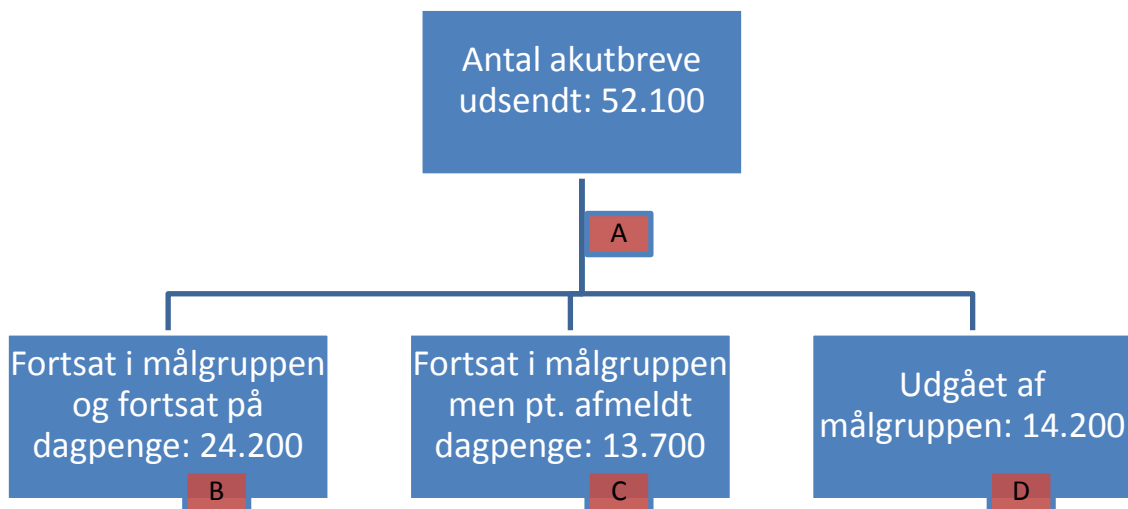 Antal akutbreve
udsendt: 52.100
A
Fortsat i målgruppen
og fortsat på
dagpenge: 24.200
B
Fortsat i målgruppen
men pt. afmeldt
dagpenge: 13.700
C
Udgået af
målgruppen: 14.200
D